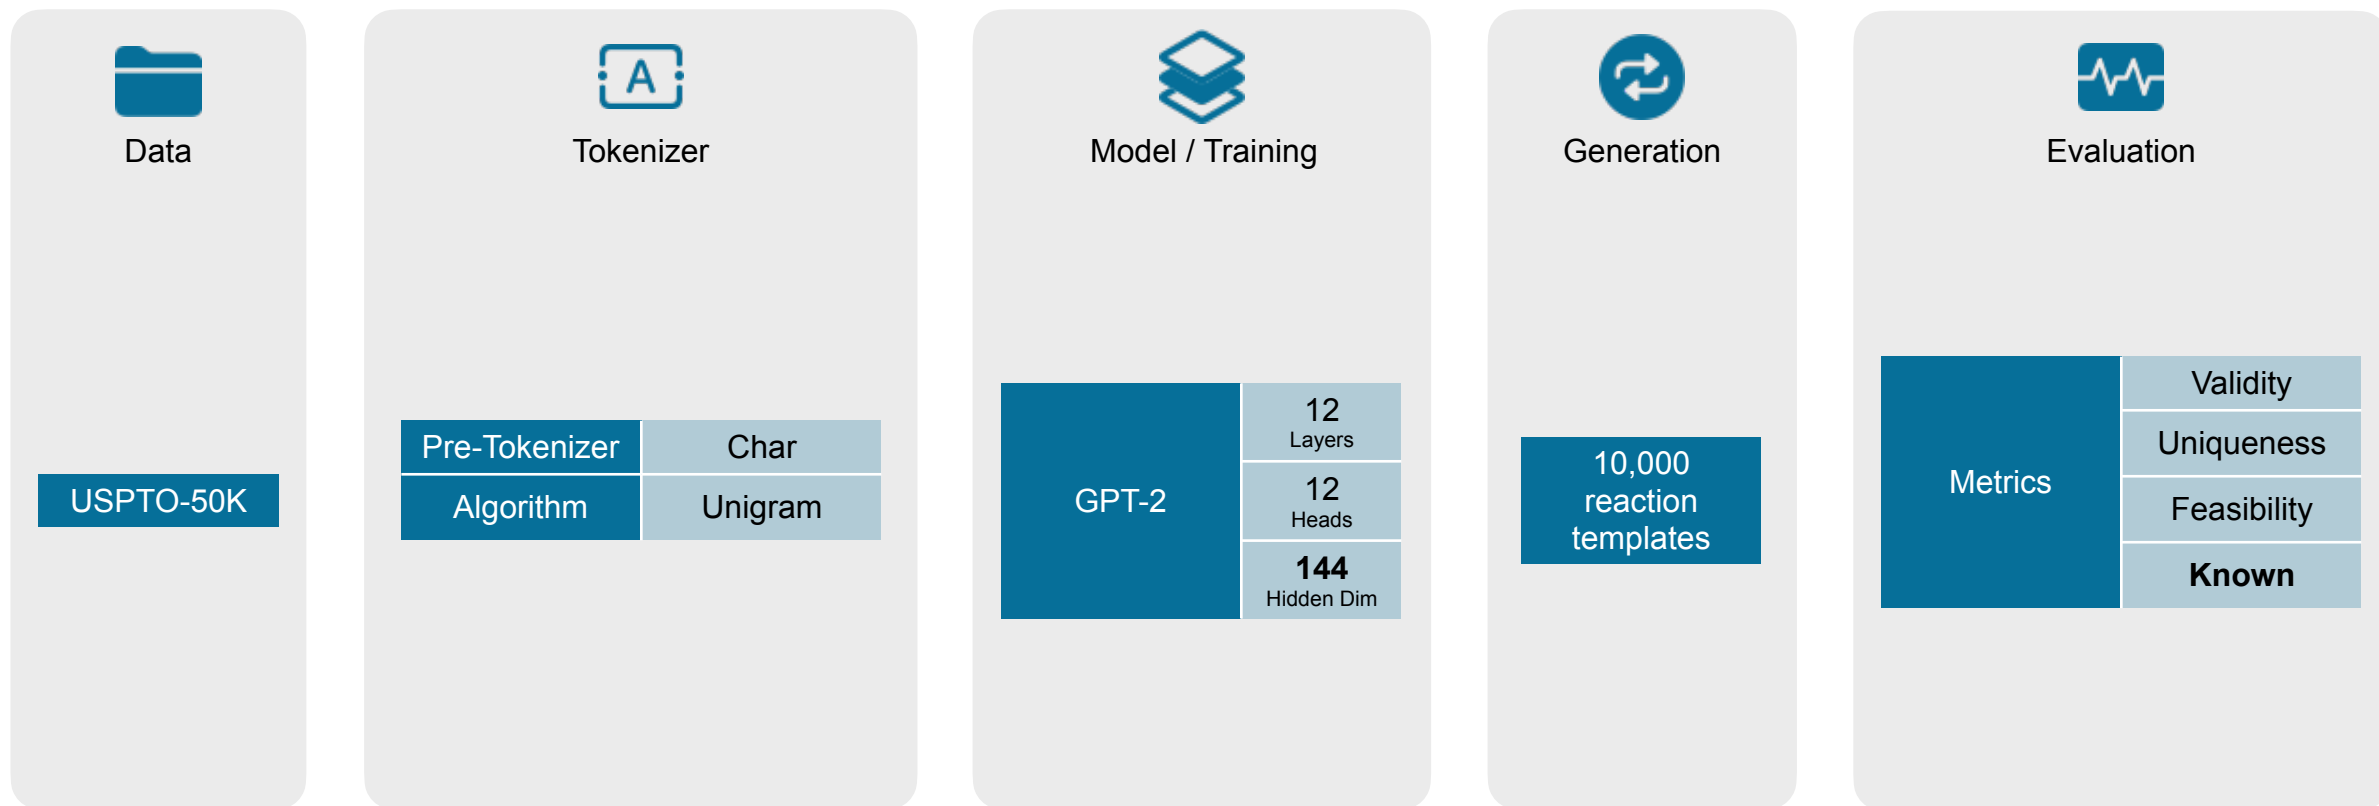 Data
USPTO-50K
A
Tokenizer
Pre-Tokenizer
Char
Algorithm
Unigram
Model / Training
GPT-2
12
Layers
12
Heads
144
Hidden Dim
Generation
10,000
reaction
templates
Evaluation
Metrics
Validity
Uniqueness
Feasibility
Known